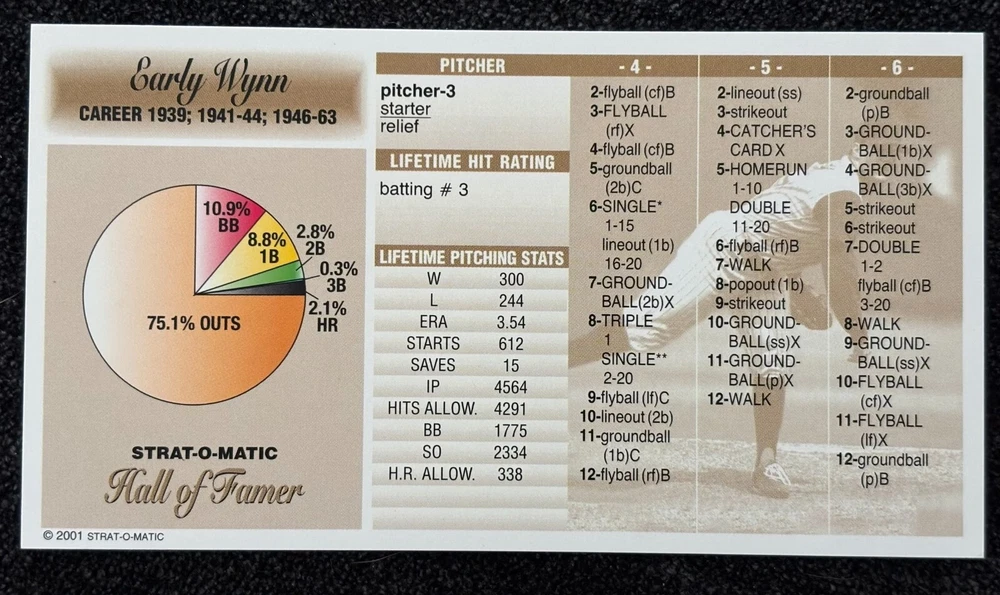 Early Wynn
CAREER 1939; 1941-44; 1946-63
10.9%
BB
8.8%
1B
2.8%
2B
0.3%
3B
2.1%
HR
75.1% OUTS
STRAT-O-MATIC
Hall of Famer
© 2001 STRAT-O-MATIC
PITCHER
pitcher-3
starter
relief
LIFETIME HIT RATING
batting # 3
LIFETIME PITCHING STATS
W 300
L 244
ERA 3.54
STARTS 612
SAVES 15
IP 4564
HITS ALLOW. 4291
BB 1775
SO 2334
H.R. ALLOW. 338
- 4 -
2-flyball (cf)B
3-FLYBALL
(rf)X
4-flyball (cf)B
5-groundball
(2b)C
6-SINGLE*
1-15
lineout (1b)
16-20
7-GROUND-
BALL(2b)X
8-TRIPLE
1
SINGLE**
2-20
9-flyball (lf)C
10-lineout (2b)
11-groundball
(1b)C
12-flyball (rf)B
- 5 -
2-lineout (ss)
3-strikeout
4-CATCHER'S
CARD X
5-HOMERUN
1-10
DOUBLE
11-20
6-flyball (rf)B
7-WALK
8-popout (1b)
9-strikeout
10-GROUND-
BALL(ss)X
11-GROUND-
BALL(p)X
12-WALK
- 6 -
2-groundball
(p)B
3-GROUND-
BALL(1b)X
4-GROUND-
BALL(3b)X
5-strikeout
6-strikeout
7-DOUBLE
1-2
flyball (cf)B
3-20
8-WALK
9-GROUND-
BALL(ss)X
10-FLYBALL
(cf)X
11-FLYBALL
(lf)X
12-groundball
(p)B